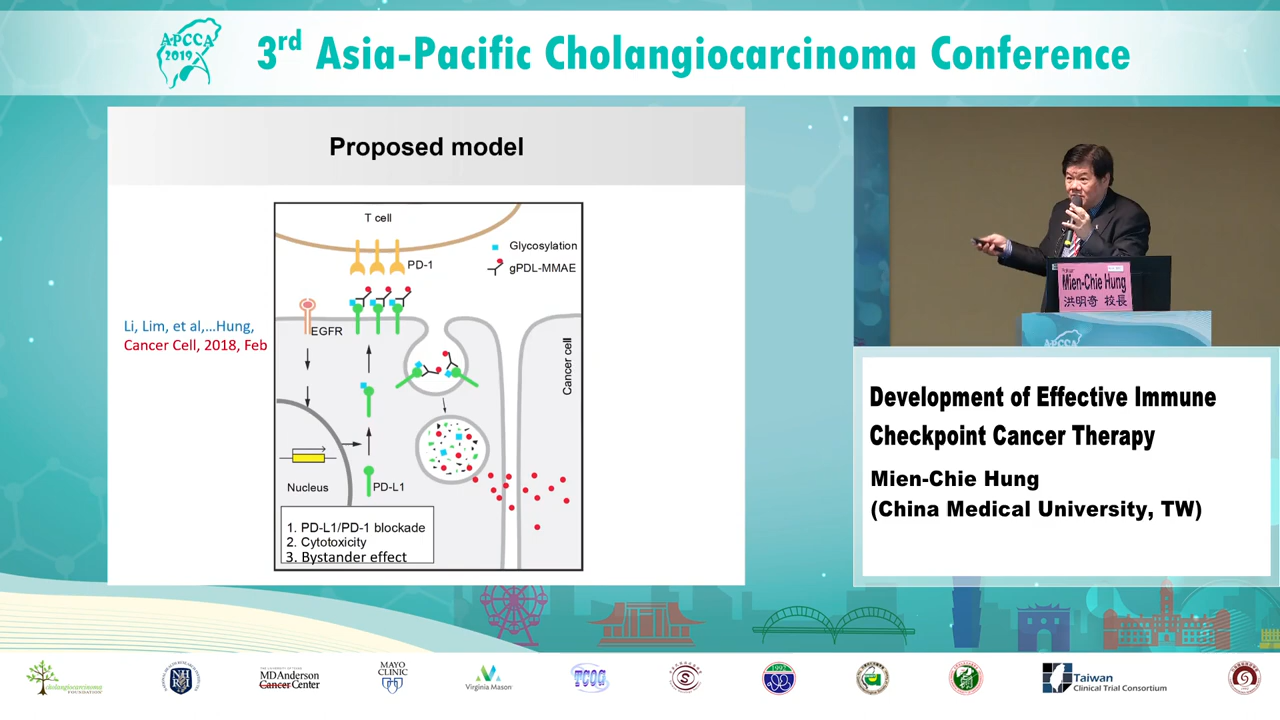 APCCA
2019
3rd Asia-Pacific Cholangiocarcinoma Conference
Proposed model
T cell
Glycosylation
gPDL-MMAE
PD-1
EGFR
Li, Lim, et al,...Hung,
Cancer Cell, 2018, Feb
Cancer cell
Nucleus
PD-L1
1. PD-L1/PD-1 blockade
2. Cytotoxicity
3. Bystander effect
Mien-Chie Hung
洪明奇 校長
APCCA
Development of Effective Immune
Checkpoint Cancer Therapy
Mien-Chie Hung
(China Medical University, TW)
cholangiocarcinoma
FOUNDATION
NHRI
MDAnderson
Cancer Center
MAYO
CLINIC
Virginia Mason
TCOG
Taiwan
Clinical Trial Consortium